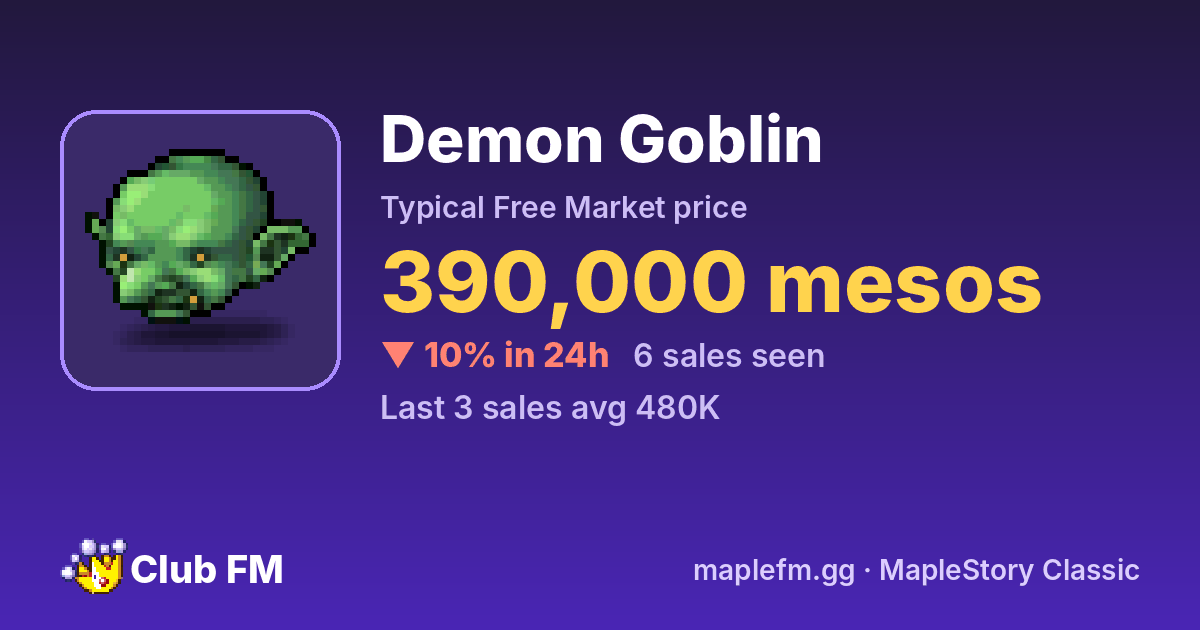 Demon Goblin
Typical Free Market price
390,000 mesos
▼ 10% in 24h 6 sales seen
Last 3 sales avg 480K
Club FM
maplefm.gg · MapleStory Classic